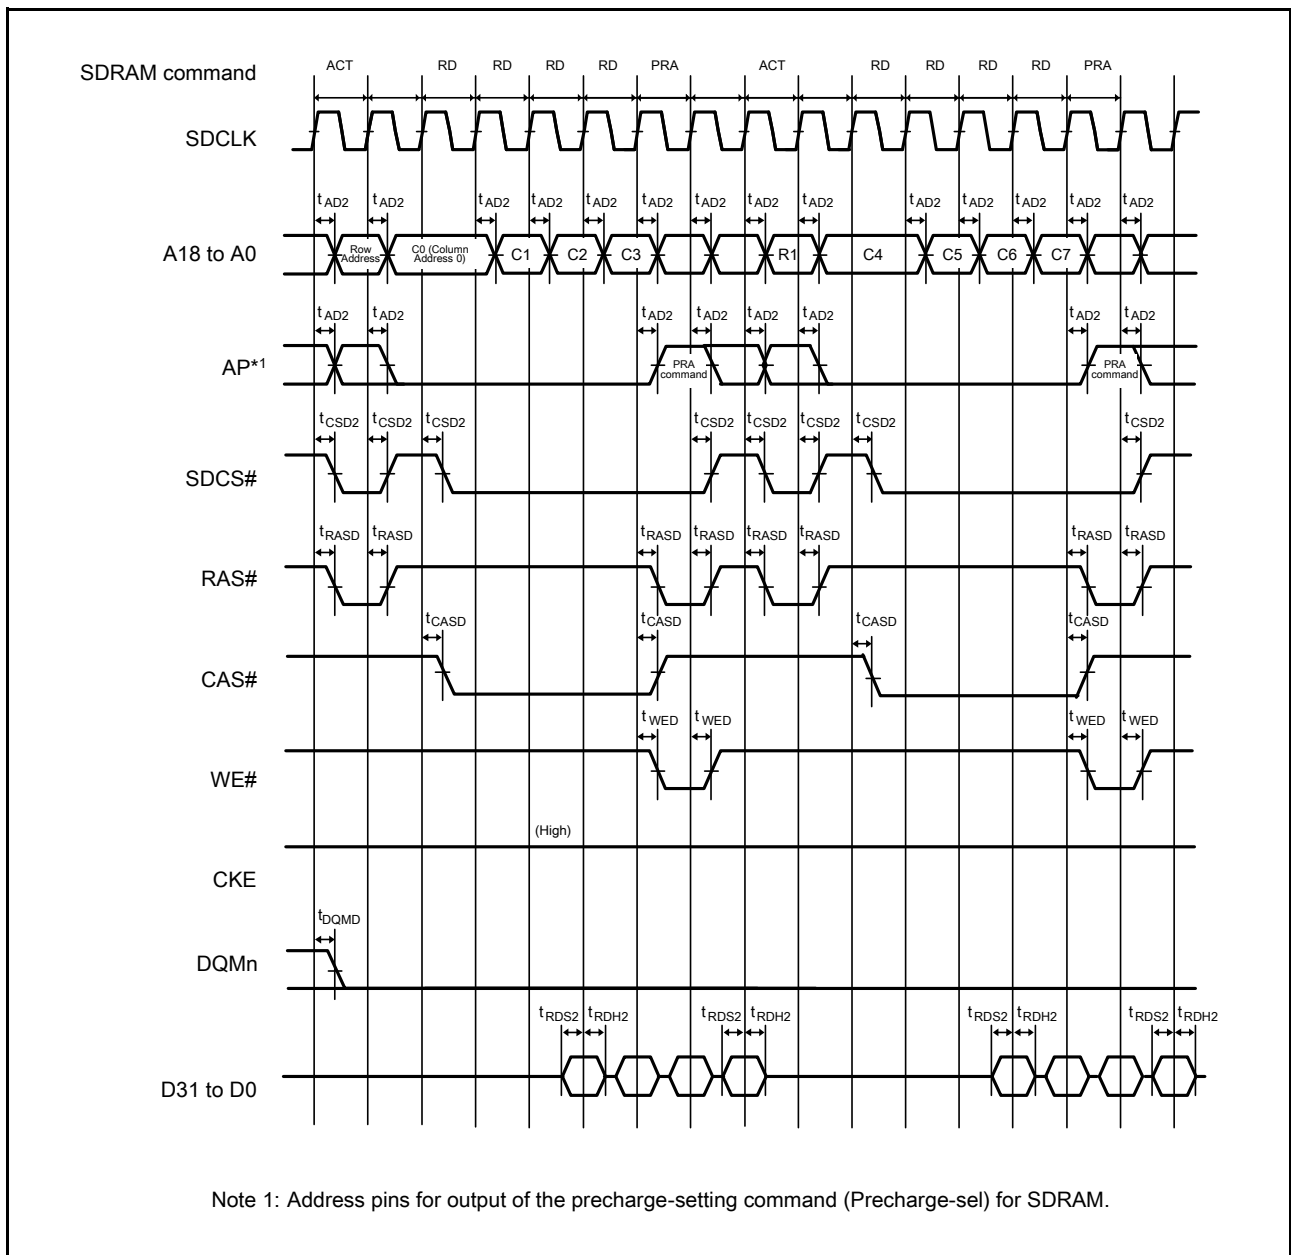 ACT RD RD RD RD PRA ACT RD RD RD RD PRA
SDRAM command
SDCLK
tAD2 tAD2 tAD2 tAD2 tAD2 tAD2 tAD2 tAD2 tAD2 tAD2 tAD2 tAD2 tAD2 tAD2
A18 to A0
Row Address
C0 (Column Address 0)
C1 C2 C3 R1 C4 C5 C6 C7
tAD2 tAD2 tAD2 tAD2 tAD2 tAD2 tAD2 tAD2
AP*1
PRA command
PRA command
tCSD2 tCSD2 tCSD2 tCSD2 tCSD2 tCSD2 tCSD2 tCSD2
SDCS#
tRASD tRASD tRASD tRASD tRASD tRASD tRASD tRASD
RAS#
tCASD tCASD tCASD tCASD
CAS#
tWED tWED tWED tWED
WE#
(High)
CKE
tDQMD
DQMn
tRDS2 tRDH2 tRDS2 tRDH2 tRDS2 tRDH2 tRDS2 tRDH2
D31 to D0
Note 1: Address pins for output of the precharge-setting command (Precharge-sel) for SDRAM.